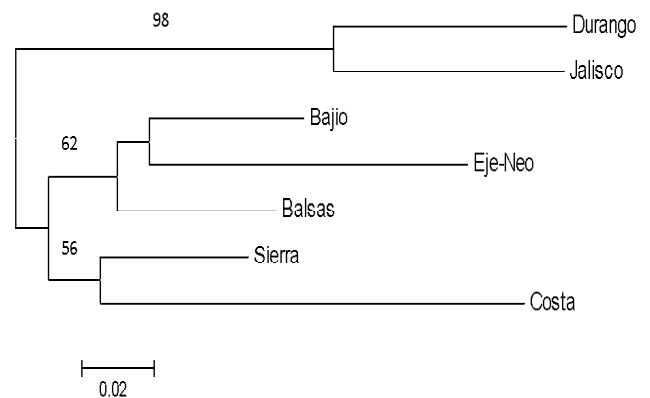 98
Durango
Jalisco
Bajio
62
Eje-Neo
Balsas
56
Sierra
Costa
0.02